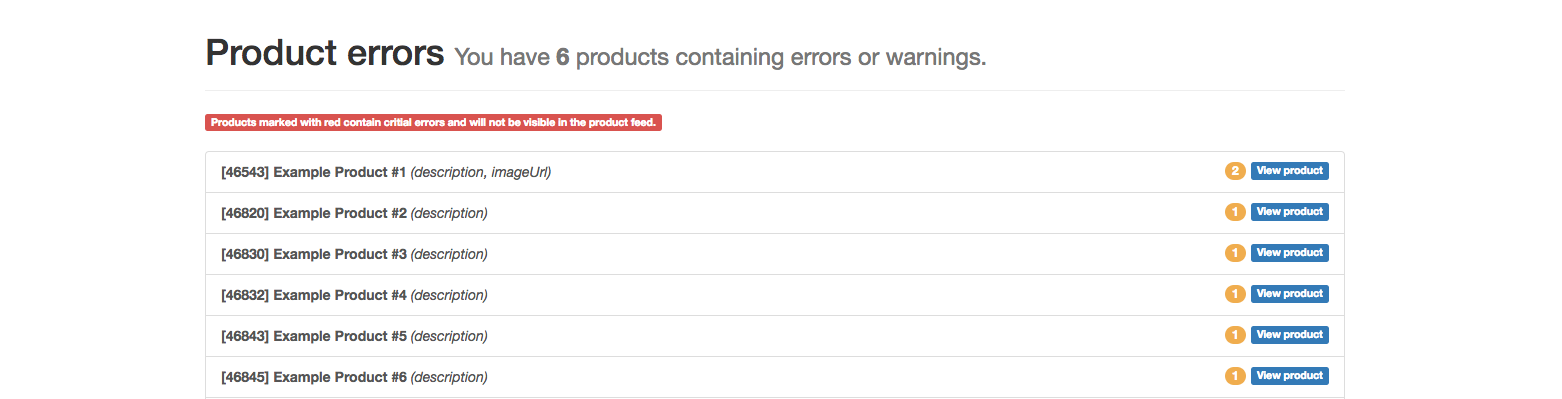 Product errors You have 6 products containing errors or warnings.
Products marked with red contain critial errors and will not be visible in the product feed.
[46543] Example Product #1 (description, imageUrl) 2 View product
[46820] Example Product #2 (description) 1 View product
[46830] Example Product #3 (description) 1 View product
[46832] Example Product #4 (description) 1 View product
[46843] Example Product #5 (description) 1 View product
[46845] Example Product #6 (description) 1 View product